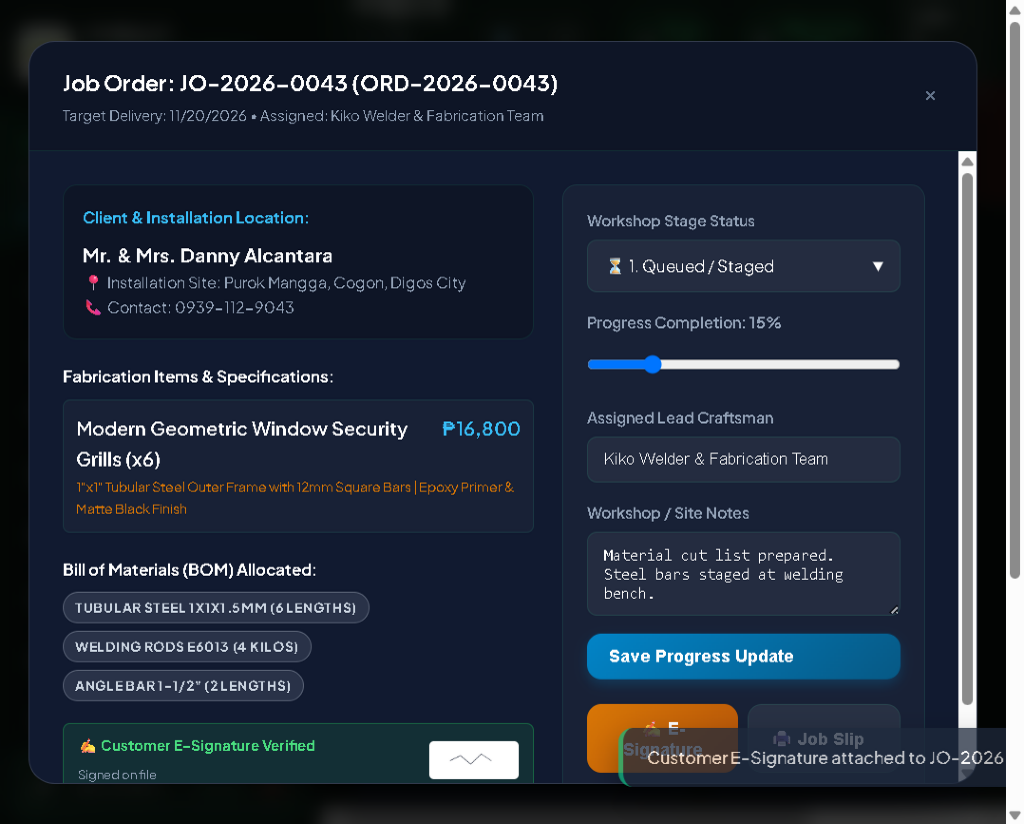 Job Order: JO-2026-0043 (ORD-2026-0043)
Target Delivery: 11/20/2026 • Assigned: Kiko Welder & Fabrication Team
×
Client & Installation Location:
Mr. & Mrs. Danny Alcantara
📍 Installation Site: Purok Mangga, Cogon, Digos City
📞 Contact: 0939-112-9043
Fabrication Items & Specifications:
Modern Geometric Window Security
Grills (x6)
₱16,800
1"x1" Tubular Steel Outer Frame with 12mm Square Bars | Epoxy Primer &
Matte Black Finish
Bill of Materials (BOM) Allocated:
TUBULAR STEEL 1X1X1.5MM (6 LENGTHS)
WELDING RODS E6013 (4 KILOS)
ANGLE BAR 1-1/2" (2 LENGTHS)
✍️ Customer E-Signature Verified
Signed on file
Workshop Stage Status
⏳ 1. Queued / Staged
Progress Completion: 15%
Assigned Lead Craftsman
Kiko Welder & Fabrication Team
Workshop / Site Notes
Material cut list prepared.
Steel bars staged at welding
bench.
Save Progress Update
✍️ E-
Signature
🖨️ Job Slip
Customer E-Signature attached to JO-2026